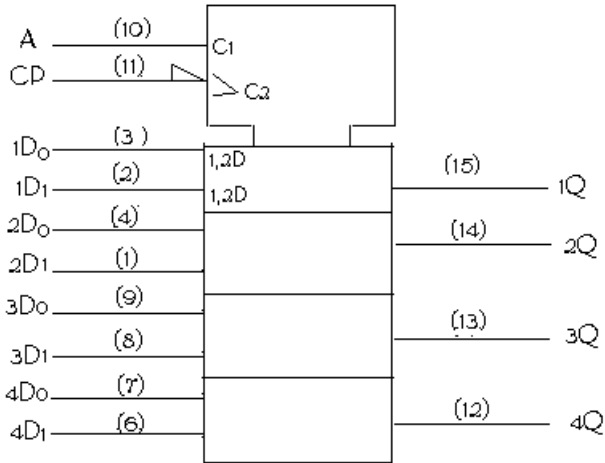 A (10) C1
CP (11) C2
1D0 (3) 1,2D
1D1 (2) 1,2D (15) 1Q
2D0 (4) (14) 2Q
2D1 (1)
3D0 (9) (13) 3Q
3D1 (8)
4D0 (7) (12) 4Q
4D1 (6)